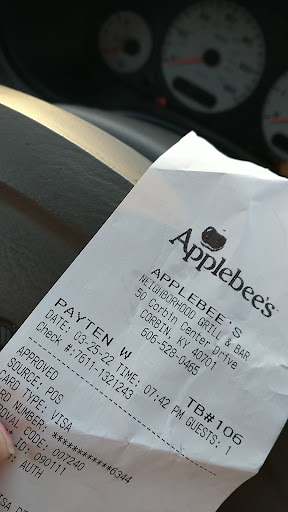 Applebee's
APPLEBEE'S
NEIGHBORHOOD GRILL & BAR
50 Corbin Center Drive
CORBIN, KY 40701
606-528-0465
PAYTEN W TB#106
DATE: 03-25-22 TIME: 07:42 PM GUESTS: 1
Check #:7611-1321243
APPROVED
SOURCE: POS
CARD TYPE: VISA
CARD NUMBER: ************6344
CODE: 007240
ID: 090111
AUTH